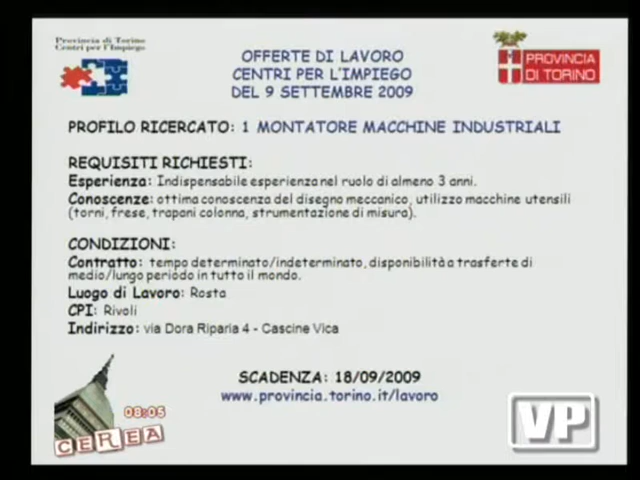 Provincia di Torino
Centri per l'Impiego
OFFERTE DI LAVORO
CENTRI PER L'IMPIEGO
DEL 9 SETTEMBRE 2009
PROVINCIA
DI TORINO
PROFILO RICERCATO: 1 MONTATORE MACCHINE INDUSTRIALI
REQUISITI RICHIESTI:
Esperienza: Indispensabile esperienza nel ruolo di almeno 3 anni.
Conoscenze: ottima conoscenza del disegno meccanico, utilizzo macchine utensili
(torni, frese, trapani colonna, strumentazione di misura).
CONDIZIONI:
Contratto: tempo determinato/indeterminato, disponibilità a trasferte di
medio/lungo periodo in tutto il mondo.
Luogo di Lavoro: Rosta
CPI: Rivoli
Indirizzo: via Dora Riparia 4 - Cascine Vica
SCADENZA: 18/09/2009
www.provincia.torino.it/lavoro
08:05
CEREA
VP